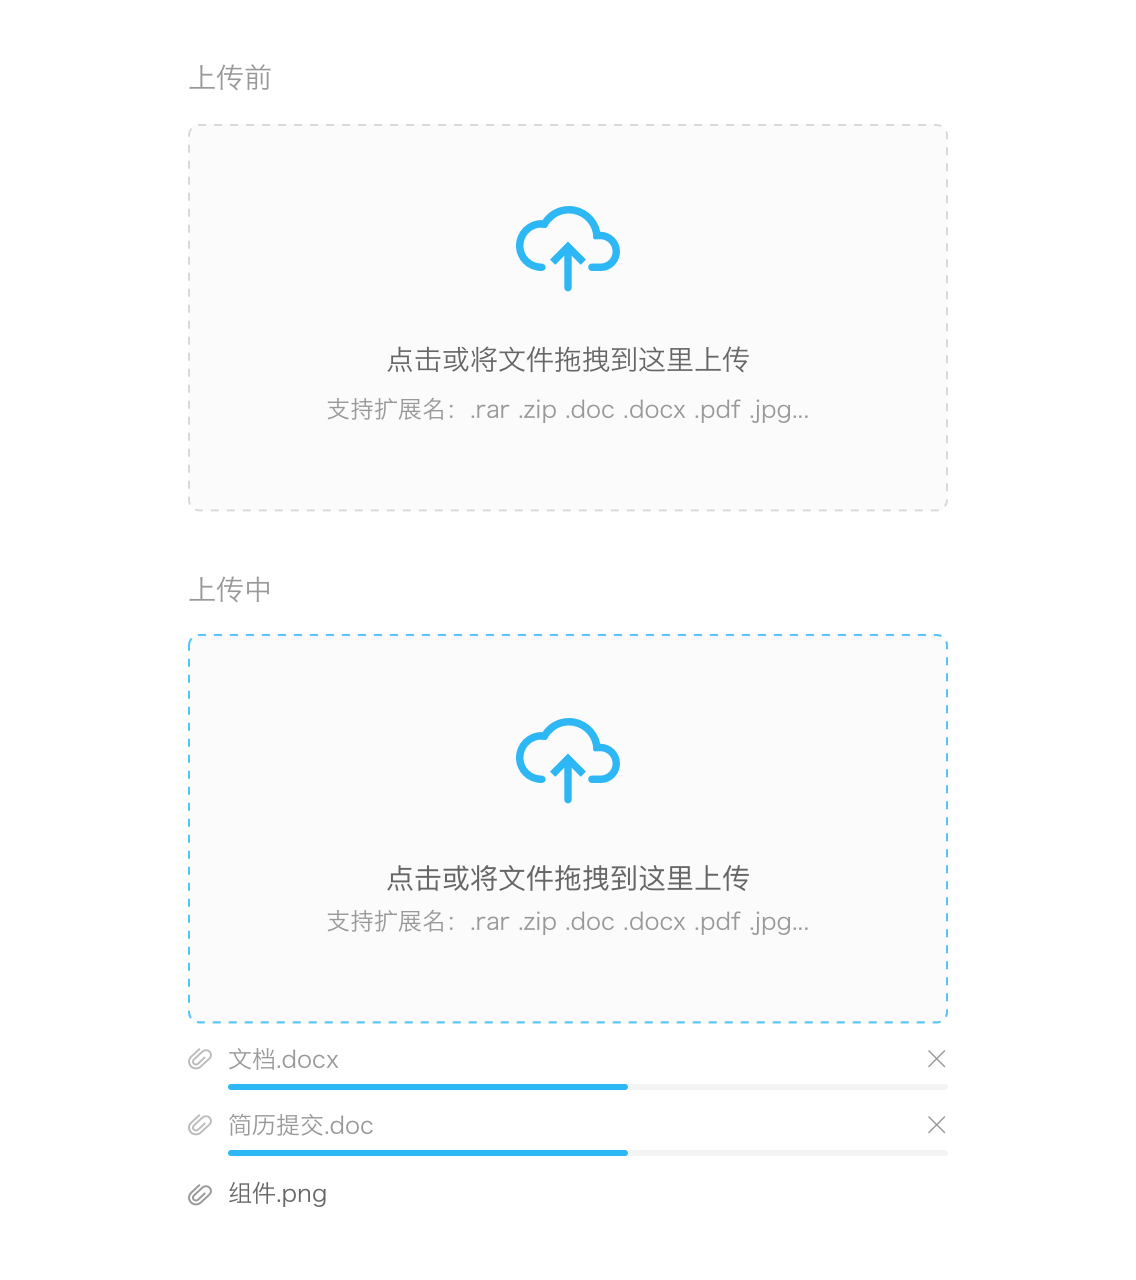 上传前
点击或将文件拖拽到这里上传
支持扩展名：.rar .zip .doc .docx .pdf .jpg...
上传中
点击或将文件拖拽到这里上传
支持扩展名：.rar .zip .doc .docx .pdf .jpg...
文档.docx
简历提交.doc
组件.png